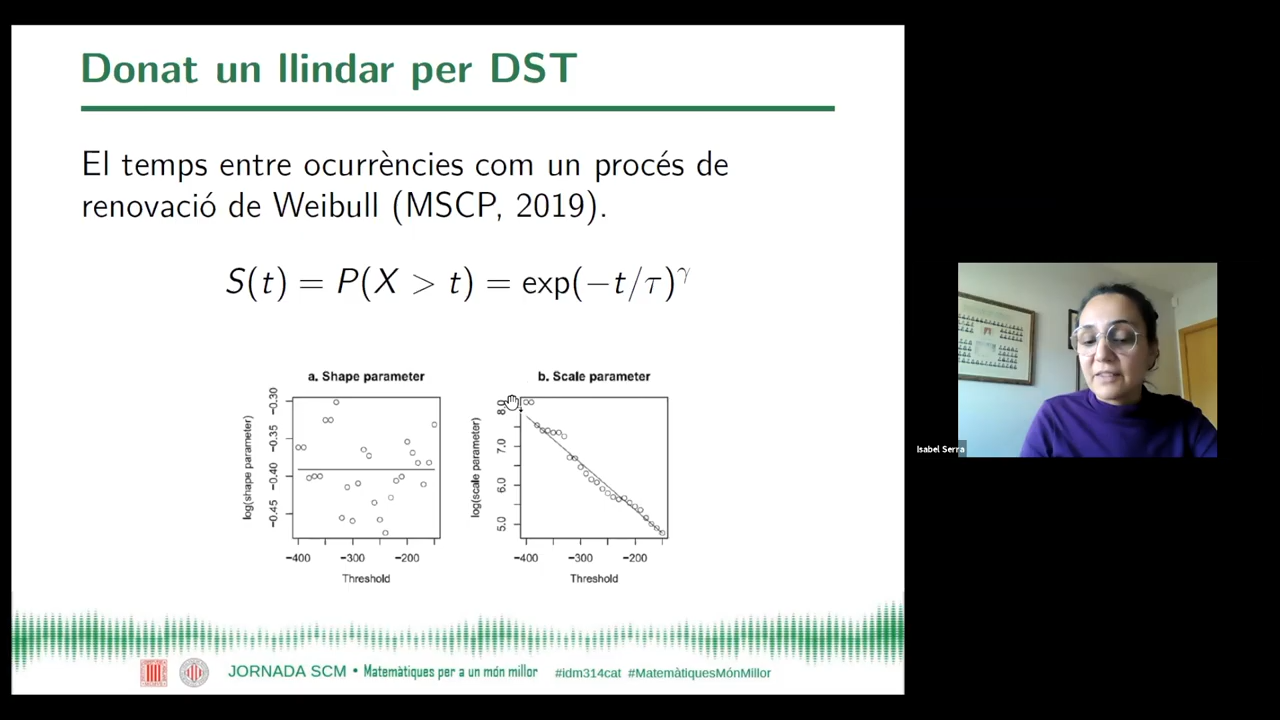 Donat un llindar per DST
El temps entre ocurrències com un procés de
renovació de Weibull (MSCP, 2019).
S(t) = P(X > t) = exp(−t/τ)^γ
a. Shape parameter
b. Scale parameter
log(shape parameter)
−0.30
−0.35
−0.40
−0.45
−400 −300 −200
Threshold
log(scale parameter)
8.0
7.0
6.0
5.0
−400 −300 −200
Threshold
Isabel Serra
JORNADA SCM • Matemàtiques per a un món millor #idm314cat #MatemàtiquesMónMillor